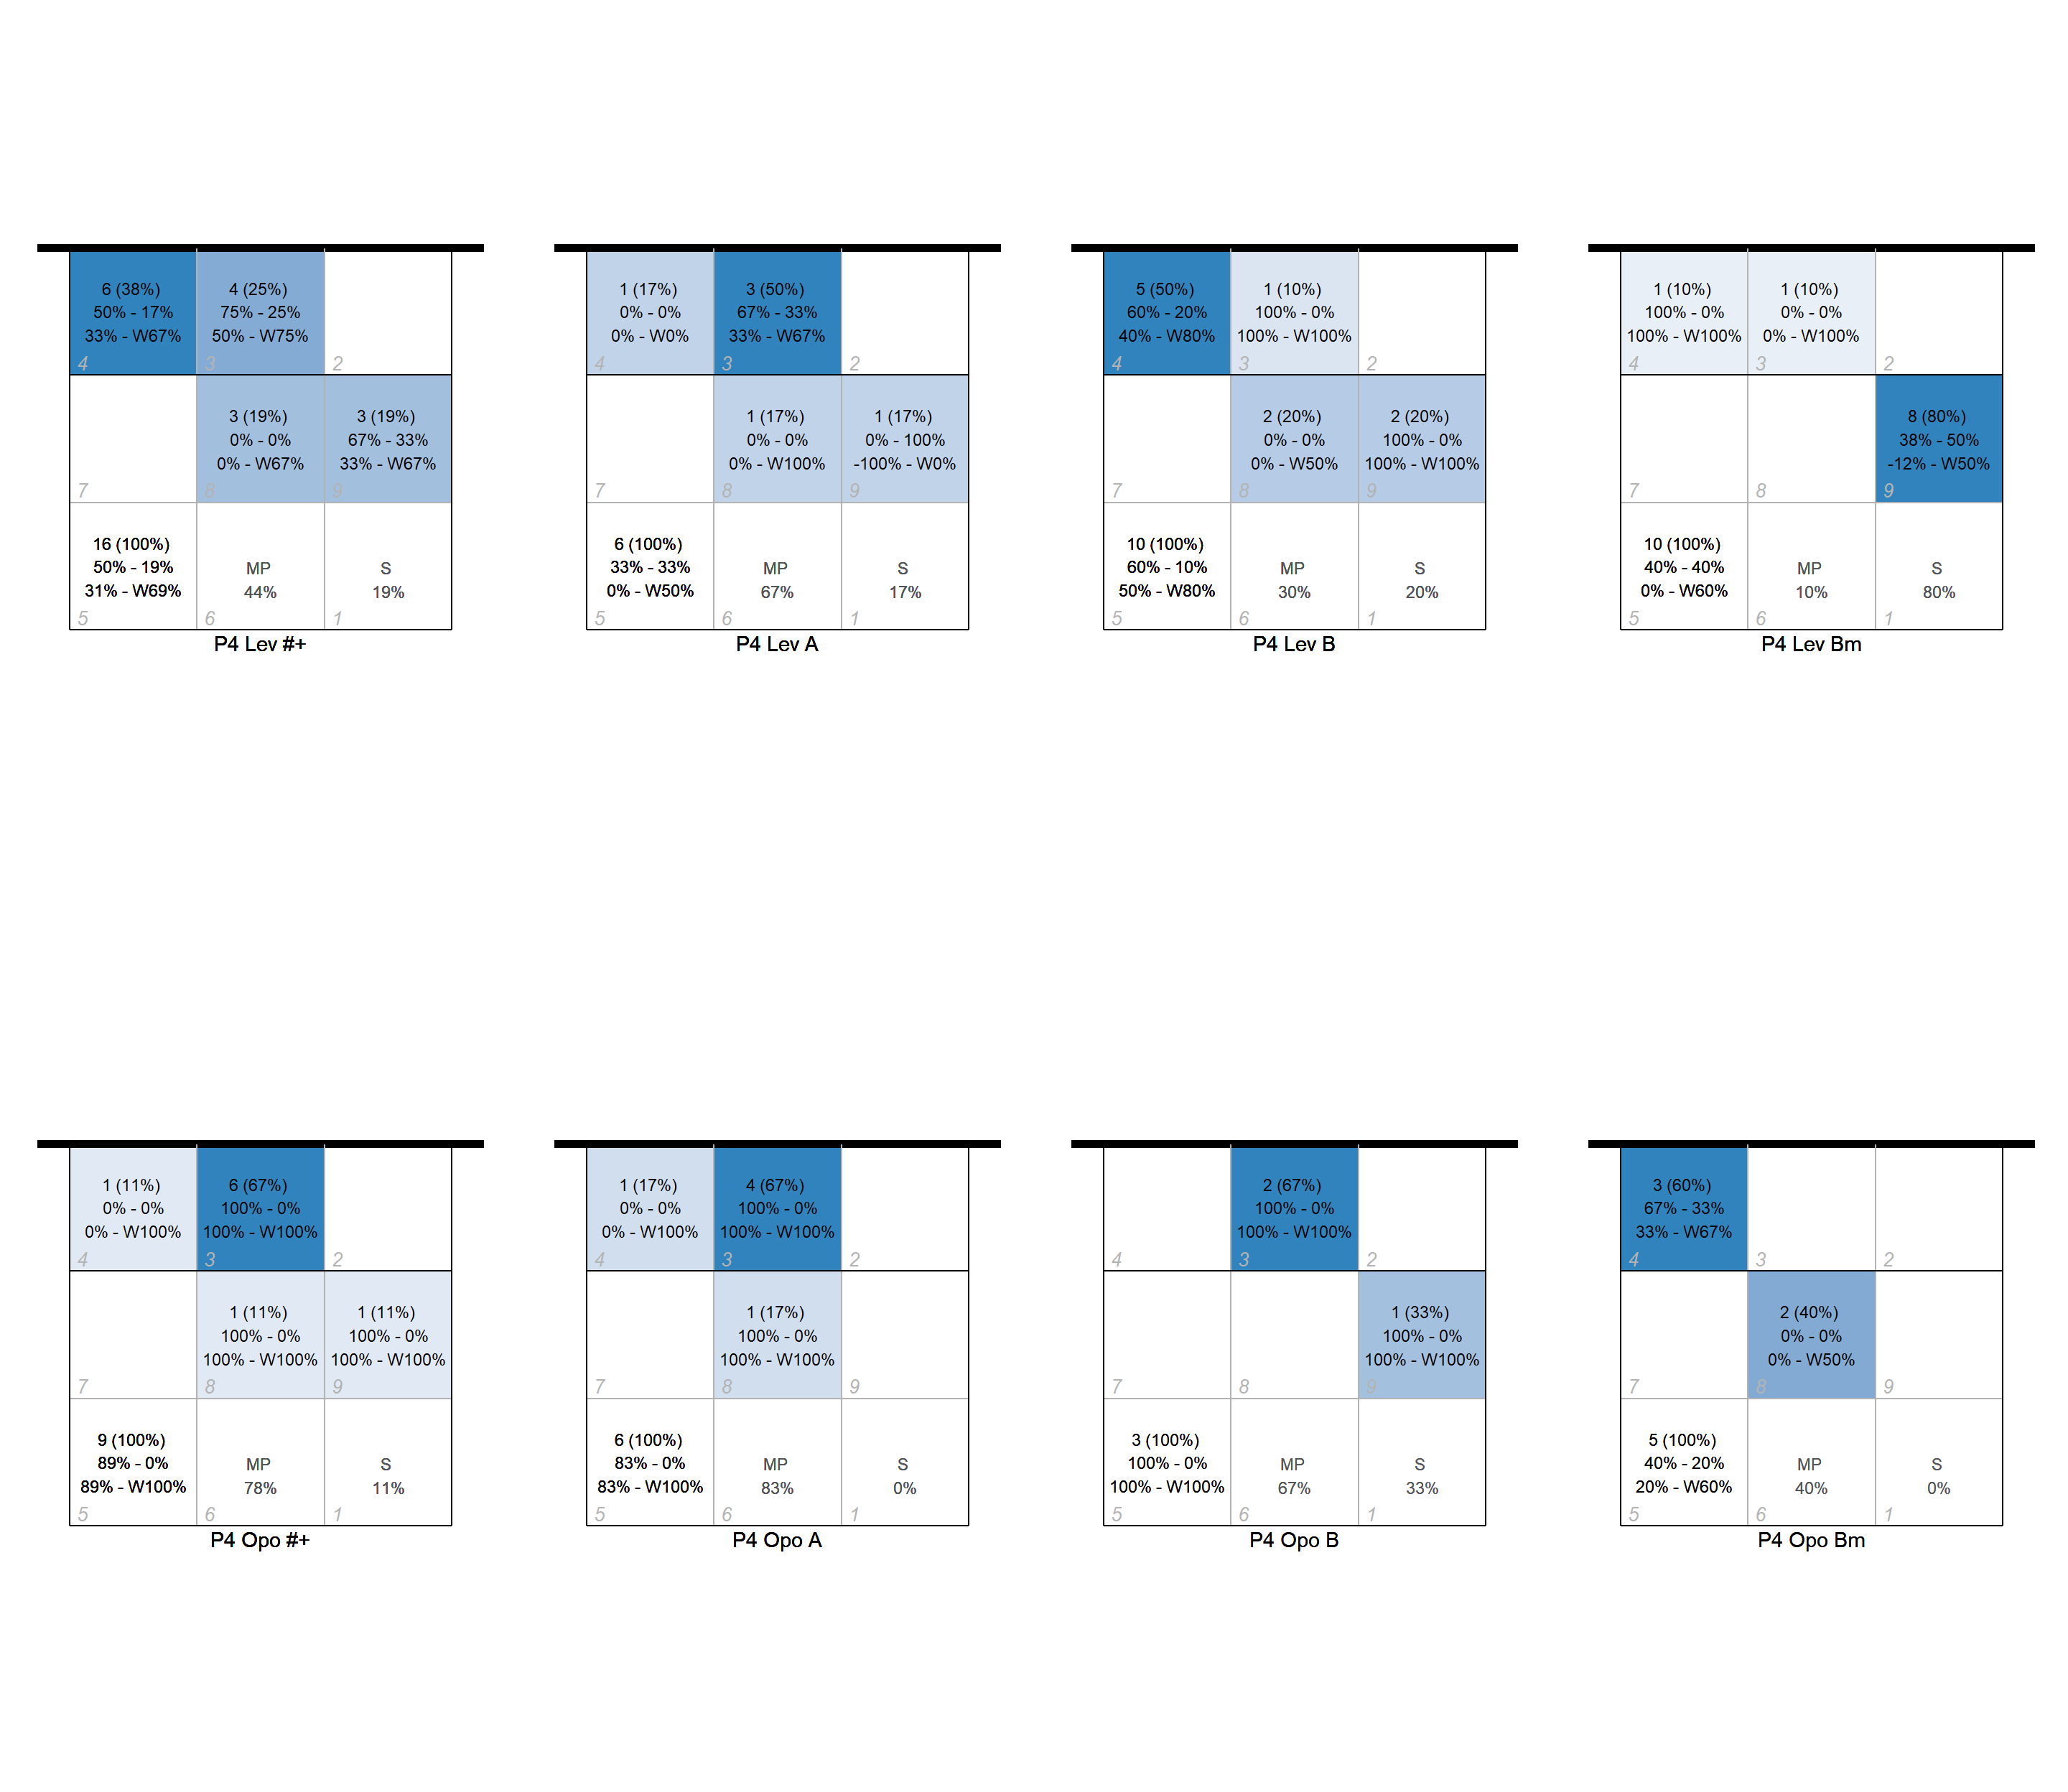 6 (38%)
50% - 17%
33% - W67%
4
4 (25%)
75% - 25%
50% - W75%
3
2
7
3 (19%)
0% - 0%
0% - W67%
8
3 (19%)
67% - 33%
33% - W67%
9
16 (100%)
50% - 19%
31% - W69%
5
MP
44%
6
S
19%
1
P4 Lev #+
1 (17%)
0% - 0%
0% - W0%
4
3 (50%)
67% - 33%
33% - W67%
3
2
7
1 (17%)
0% - 0%
0% - W100%
8
1 (17%)
0% - 100%
-100% - W0%
9
6 (100%)
33% - 33%
0% - W50%
5
MP
67%
6
S
17%
1
P4 Lev A
5 (50%)
60% - 20%
40% - W80%
4
1 (10%)
100% - 0%
100% - W100%
3
2
7
2 (20%)
0% - 0%
0% - W50%
8
2 (20%)
100% - 0%
100% - W100%
9
10 (100%)
60% - 10%
50% - W80%
5
MP
30%
6
S
20%
1
P4 Lev B
1 (10%)
100% - 0%
100% - W100%
4
1 (10%)
0% - 0%
0% - W100%
3
2
7
8
8 (80%)
38% - 50%
-12% - W50%
9
10 (100%)
40% - 40%
0% - W60%
5
MP
10%
6
S
80%
1
P4 Lev Bm
1 (11%)
0% - 0%
0% - W100%
4
6 (67%)
100% - 0%
100% - W100%
3
2
7
1 (11%)
100% - 0%
100% - W100%
8
1 (11%)
100% - 0%
100% - W100%
9
9 (100%)
89% - 0%
89% - W100%
5
MP
78%
6
S
11%
1
P4 Opo #+
1 (17%)
0% - 0%
0% - W100%
4
4 (67%)
100% - 0%
100% - W100%
3
2
7
1 (17%)
100% - 0%
100% - W100%
8
9
6 (100%)
83% - 0%
83% - W100%
5
MP
83%
6
S
0%
1
P4 Opo A
4
2 (67%)
100% - 0%
100% - W100%
3
2
7
8
1 (33%)
100% - 0%
100% - W100%
9
3 (100%)
100% - 0%
100% - W100%
5
MP
67%
6
S
33%
1
P4 Opo B
3 (60%)
67% - 33%
33% - W67%
4
3
2
7
2 (40%)
0% - 0%
0% - W50%
8
9
5 (100%)
40% - 20%
20% - W60%
5
MP
40%
6
S
0%
1
P4 Opo Bm